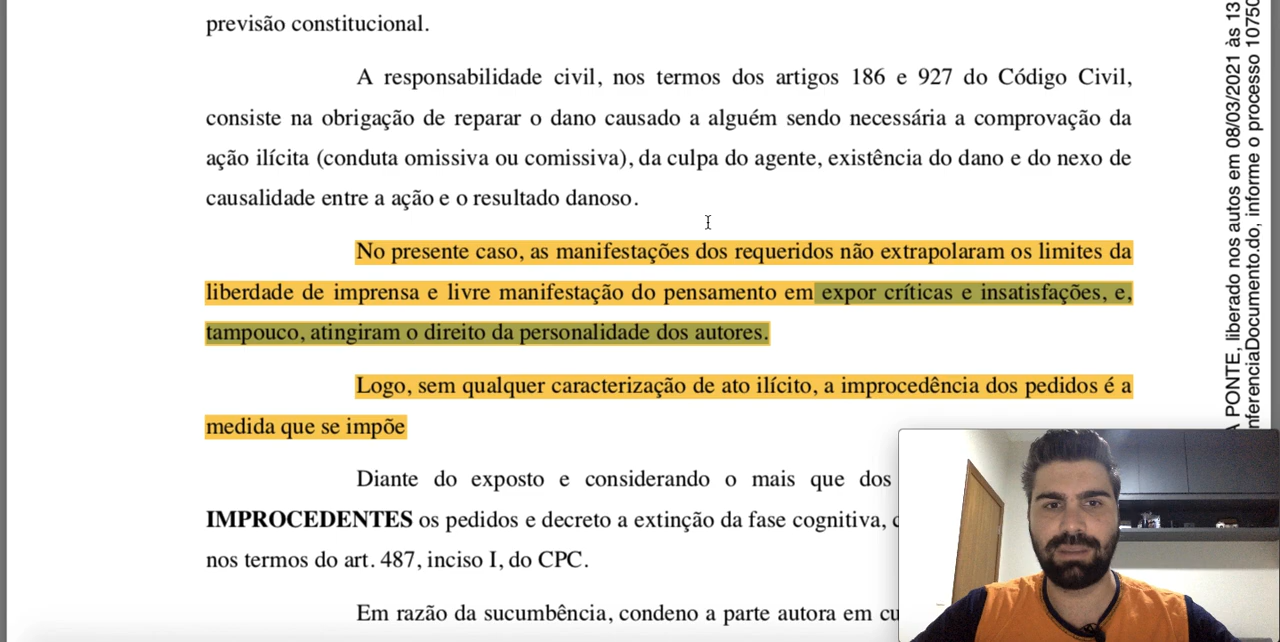 previsão constitucional.
A responsabilidade civil, nos termos dos artigos 186 e 927 do Código Civil,
consiste na obrigação de reparar o dano causado a alguém sendo necessária a comprovação da
ação ilícita (conduta omissiva ou comissiva), da culpa do agente, existência do dano e do nexo de
causalidade entre a ação e o resultado danoso.
No presente caso, as manifestações dos requeridos não extrapolaram os limites da
liberdade de imprensa e livre manifestação do pensamento em expor críticas e insatisfações, e,
tampouco, atingiram o direito da personalidade dos autores.
Logo, sem qualquer caracterização de ato ilícito, a improcedência dos pedidos é a
medida que se impõe
Diante do exposto e considerando o mais que dos
IMPROCEDENTES os pedidos e decreto a extinção da fase cognitiva,
nos termos do art. 487, inciso I, do CPC.
Em razão da sucumbência, condeno a parte autora em
PONTE, liberado nos autos em 08/03/2021 às 13
nferenciaDocumento.do, informe o processo 10750